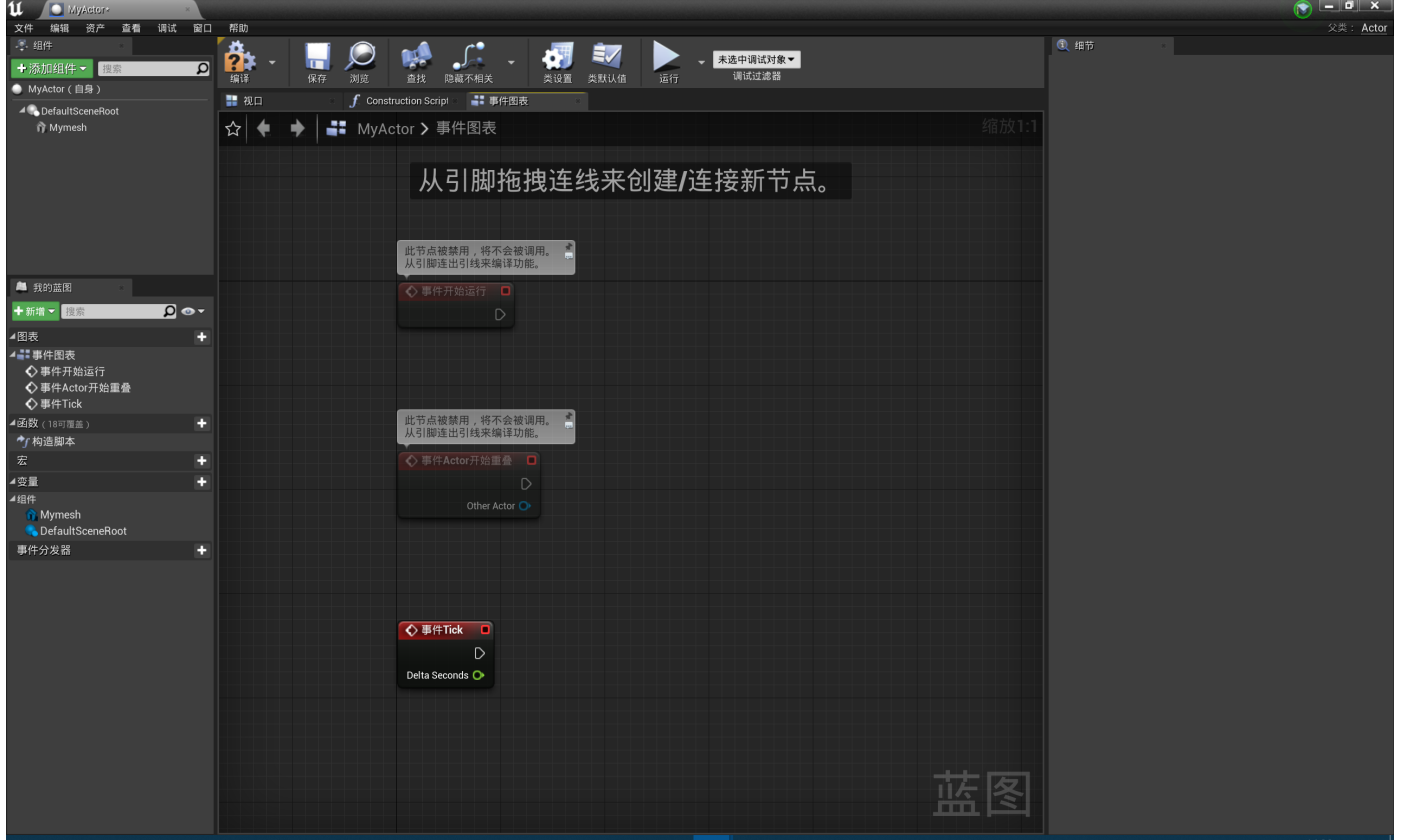 MyActor*
文件 编辑 资产 查看 调试 窗口 帮助
父类： Actor
组件
+添加组件
搜索
MyActor（自身）
DefaultSceneRoot
Mymesh
编译
保存
浏览
查找
隐藏不相关
类设置
类默认值
运行
未选中调试对象
调试过滤器
细节
视口
Construction Script
事件图表
MyActor 事件图表
缩放1:1
从引脚拖拽连线来创建/连接新节点。
此节点被禁用，将不会被调用。
从引脚连出引线来编译功能。
事件开始运行
此节点被禁用，将不会被调用。
从引脚连出引线来编译功能。
事件Actor开始重叠
Other Actor
事件Tick
Delta Seconds
蓝图
我的蓝图
+新增
搜索
图表
事件图表
事件开始运行
事件Actor开始重叠
事件Tick
函数（18可覆盖）
构造脚本
宏
变量
组件
Mymesh
DefaultSceneRoot
事件分发器